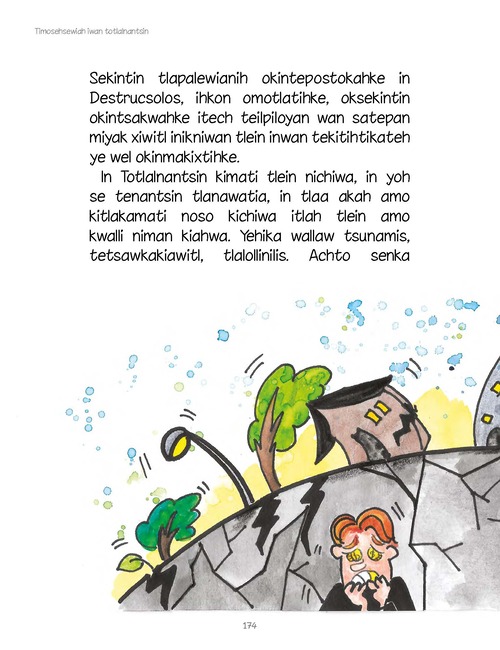 Timosehsewiah iwan totlalnantsin
Sekintin tlapalewianih okintepostokahke in
Destrucsolos, ihkon omotlatihke, oksekintin
okintsakwahke itech teilpiloyan wan satepan
miyak xiwitl inikniwan tlein inwan tekitihtikateh
ye wel okinmakixtihke.
In Totlalnantsin kimati tlein nichiwa, in yoh
se tenantsin tlanawatia, in tlaa akah amo
kitlakamati noso kichiwa itlah tlein amo
kwalli niman kiahwa. Yehika wallaw tsunamis,
tetsawkakiawitl, tlalollinilis. Achto senka
174